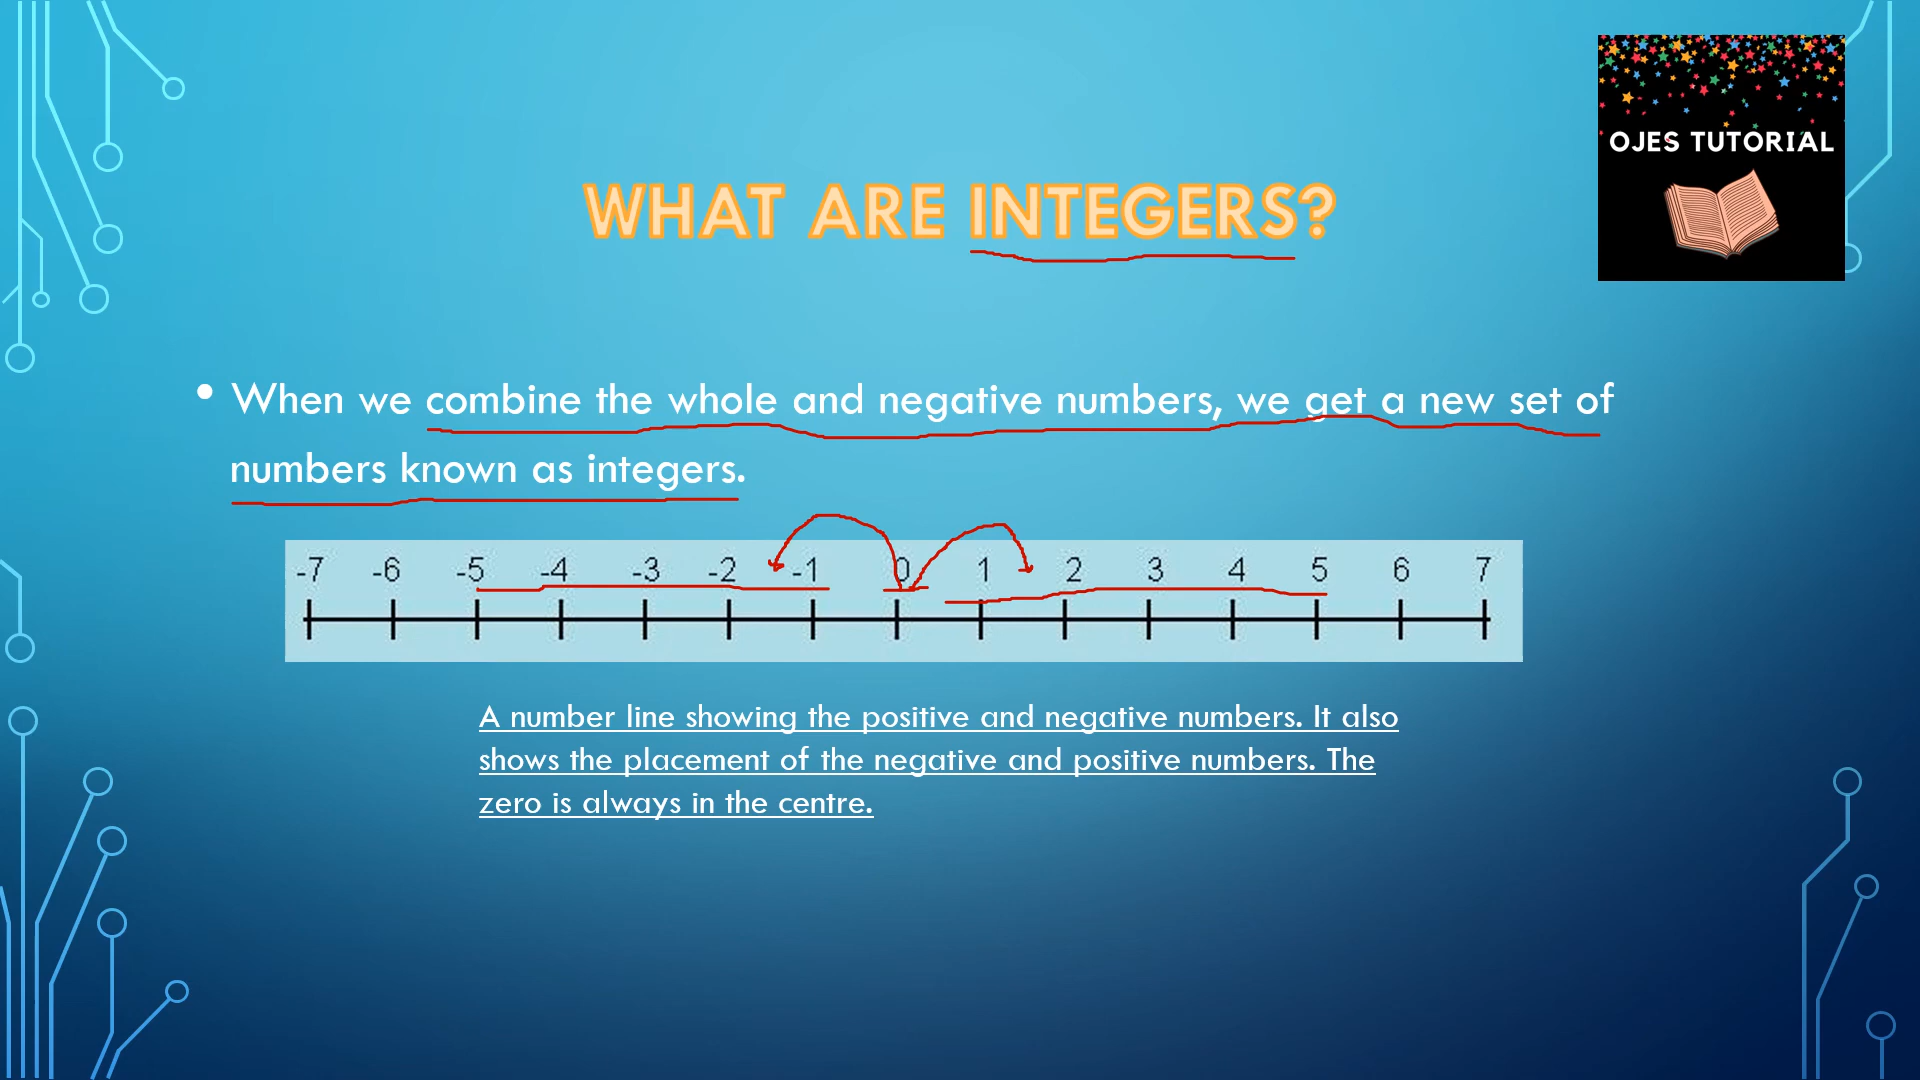 OJES TUTORIAL
WHAT ARE INTEGERS?
• When we combine the whole and negative numbers, we get a new set of
numbers known as integers.
-7 -6 -5 -4 -3 -2 -1 0 1 2 3 4 5 6 7
A number line showing the positive and negative numbers. It also
shows the placement of the negative and positive numbers. The
zero is always in the centre.